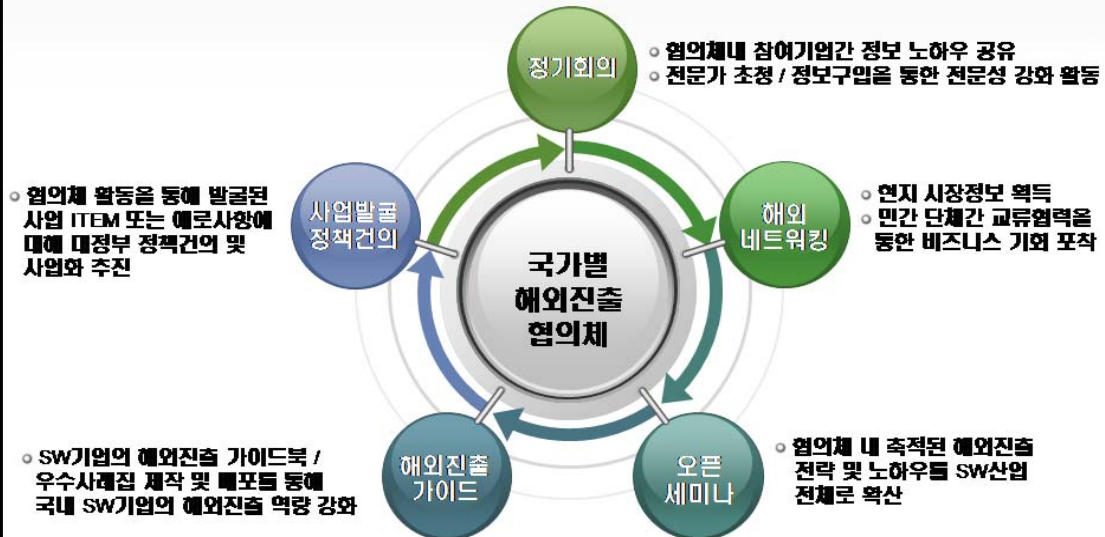 정기회의
협의체내 참여기업간 정보 노하우 공유
전문가 초청 / 정보구입을 통한 전문성 강화 활동
해외
네트워킹
현지 시장정보 획득
민간 단체간 교류협력을
통한 비즈니스 기회 포착
사업발굴
정책건의
협의체 활동을 통해 발굴된
사업 ITEM 또는 애로사항에
대해 대정부 정책건의 및
사업화 추진
국가별
해외진출
협의체
오픈
세미나
협의체 내 축적된 해외진출
전략 및 노하우를 SW산업
전체로 확산
해외진출
가이드
SW기업의 해외진출 가이드북 /
우수사례집 제작 및 배포를 통해
국내 SW기업의 해외진출 역량 강화